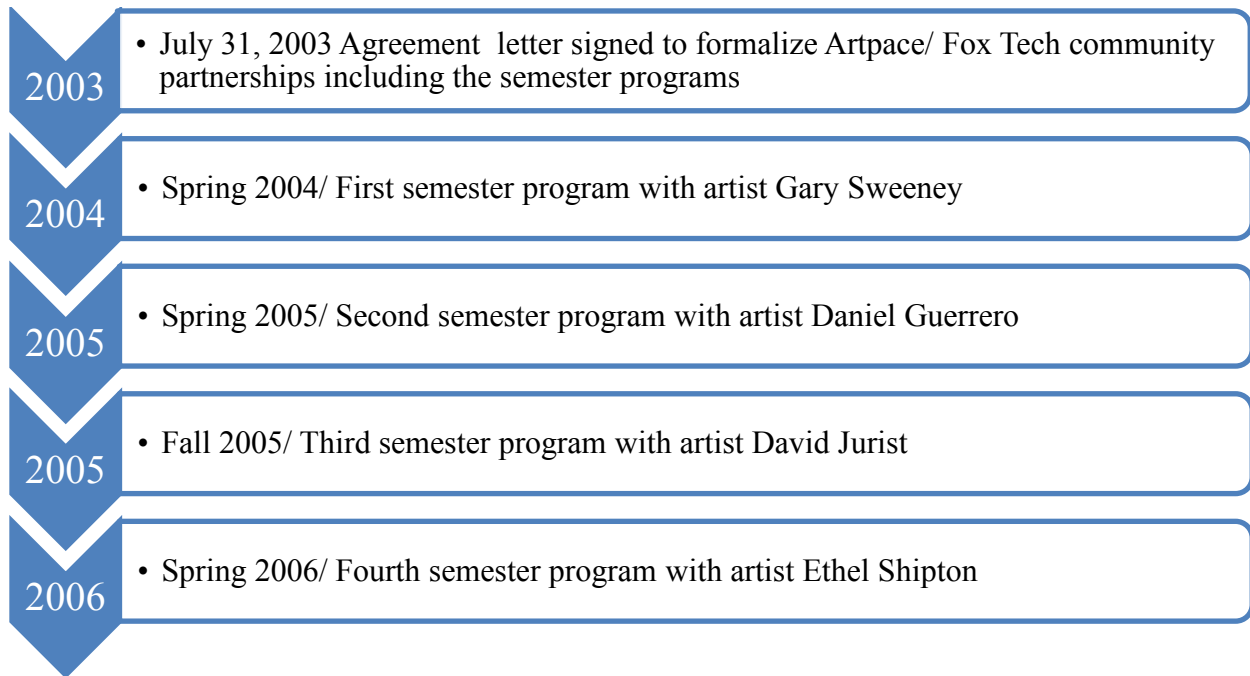 2003
• July 31, 2003 Agreement letter signed to formalize Artpace/ Fox Tech community
partnerships including the semester programs
2004
• Spring 2004/ First semester program with artist Gary Sweeney
2005
• Spring 2005/ Second semester program with artist Daniel Guerrero
2005
• Fall 2005/ Third semester program with artist David Jurist
2006
• Spring 2006/ Fourth semester program with artist Ethel Shipton